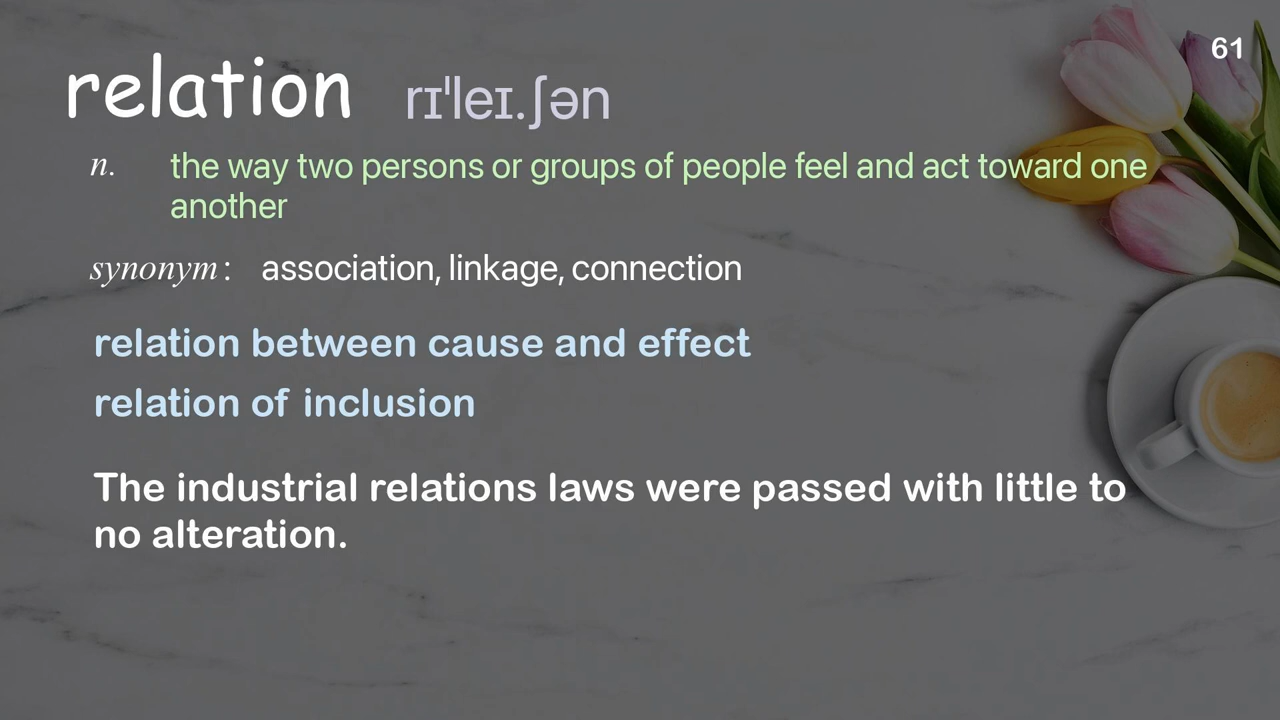 61
relation rɪˈleɪ.ʃən
n. the way two persons or groups of people feel and act toward one
another
synonym : association, linkage, connection
relation between cause and effect
relation of inclusion
The industrial relations laws were passed with little to
no alteration.